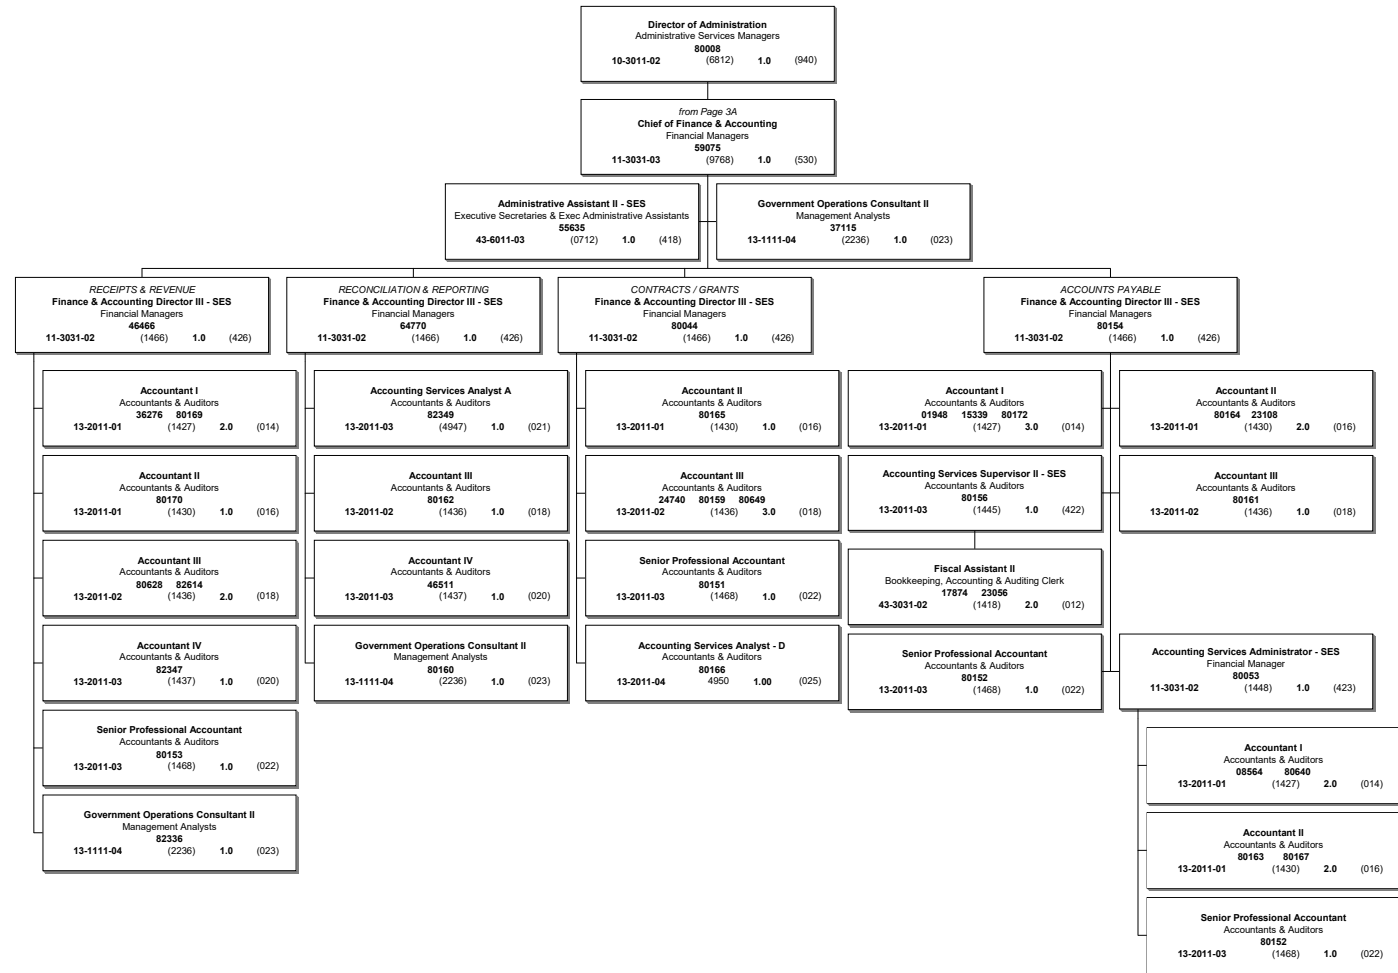 Director of Administration
Administrative Services Managers
80008
10-3011-02 (6812) 1.0 (940)
from Page 3A
Chief of Finance & Accounting
Financial Managers
59075
11-3031-03 (9768) 1.0 (530)
Administrative Assistant II - SES
Executive Secretaries & Exec Administrative Assistants
55635
43-6011-03 (0712) 1.0 (418)
Government Operations Consultant II
Management Analysts
37115
13-1111-04 (2236) 1.0 (023)
RECEIPTS & REVENUE
Finance & Accounting Director III - SES
Financial Managers
46466
11-3031-02 (1466) 1.0 (426)
Accountant I
Accountants & Auditors
36276 80169
13-2011-01 (1427) 2.0 (014)
Accountant II
Accountants & Auditors
80170
13-2011-01 (1430) 1.0 (016)
Accountant III
Accountants & Auditors
80628 82614
13-2011-02 (1436) 2.0 (018)
Accountant IV
Accountants & Auditors
82347
13-2011-03 (1437) 1.0 (020)
Senior Professional Accountant
Accountants & Auditors
80153
13-2011-03 (1468) 1.0 (022)
Government Operations Consultant II
Management Analysts
82336
13-1111-04 (2236) 1.0 (023)
RECONCILIATION & REPORTING
Finance & Accounting Director III - SES
Financial Managers
64770
11-3031-02 (1466) 1.0 (426)
Accounting Services Analyst A
Accountants & Auditors
82349
13-2011-03 (4947) 1.0 (021)
Accountant III
Accountants & Auditors
80162
13-2011-02 (1436) 1.0 (018)
Accountant IV
Accountants & Auditors
46511
13-2011-03 (1437) 1.0 (020)
Government Operations Consultant II
Management Analysts
80160
13-1111-04 (2236) 1.0 (023)
CONTRACTS / GRANTS
Finance & Accounting Director III - SES
Financial Managers
80044
11-3031-02 (1466) 1.0 (426)
Accountant II
Accountants & Auditors
80165
13-2011-01 (1430) 1.0 (016)
Accountant III
Accountants & Auditors
24740 80159 80649
13-2011-02 (1436) 3.0 (018)
Senior Professional Accountant
Accountants & Auditors
80151
13-2011-03 (1468) 1.0 (022)
Accounting Services Analyst - D
Accountants & Auditors
80166
13-2011-04 4950 1.00 (025)
ACCOUNTS PAYABLE
Finance & Accounting Director III - SES
Financial Managers
80154
11-3031-02 (1466) 1.0 (426)
Accountant I
Accountants & Auditors
01948 15339 80172
13-2011-01 (1427) 3.0 (014)
Accounting Services Supervisor II - SES
Accountants & Auditors
80156
13-2011-03 (1445) 1.0 (422)
Fiscal Assistant II
Bookkeeping, Accounting & Auditing Clerk
17874 23056
43-3031-02 (1418) 2.0 (012)
Senior Professional Accountant
Accountants & Auditors
80152
13-2011-03 (1468) 1.0 (022)
Accountant II
Accountants & Auditors
80164 23108
13-2011-01 (1430) 2.0 (016)
Accountant III
Accountants & Auditors
80161
13-2011-02 (1436) 1.0 (018)
Accounting Services Administrator - SES
Financial Manager
80053
11-3031-02 (1448) 1.0 (423)
Accountant I
Accountants & Auditors
08564 80640
13-2011-01 (1427) 2.0 (014)
Accountant II
Accountants & Auditors
80163 80167
13-2011-01 (1430) 2.0 (016)
Senior Professional Accountant
Accountants & Auditors
80152
13-2011-03 (1468) 1.0 (022)